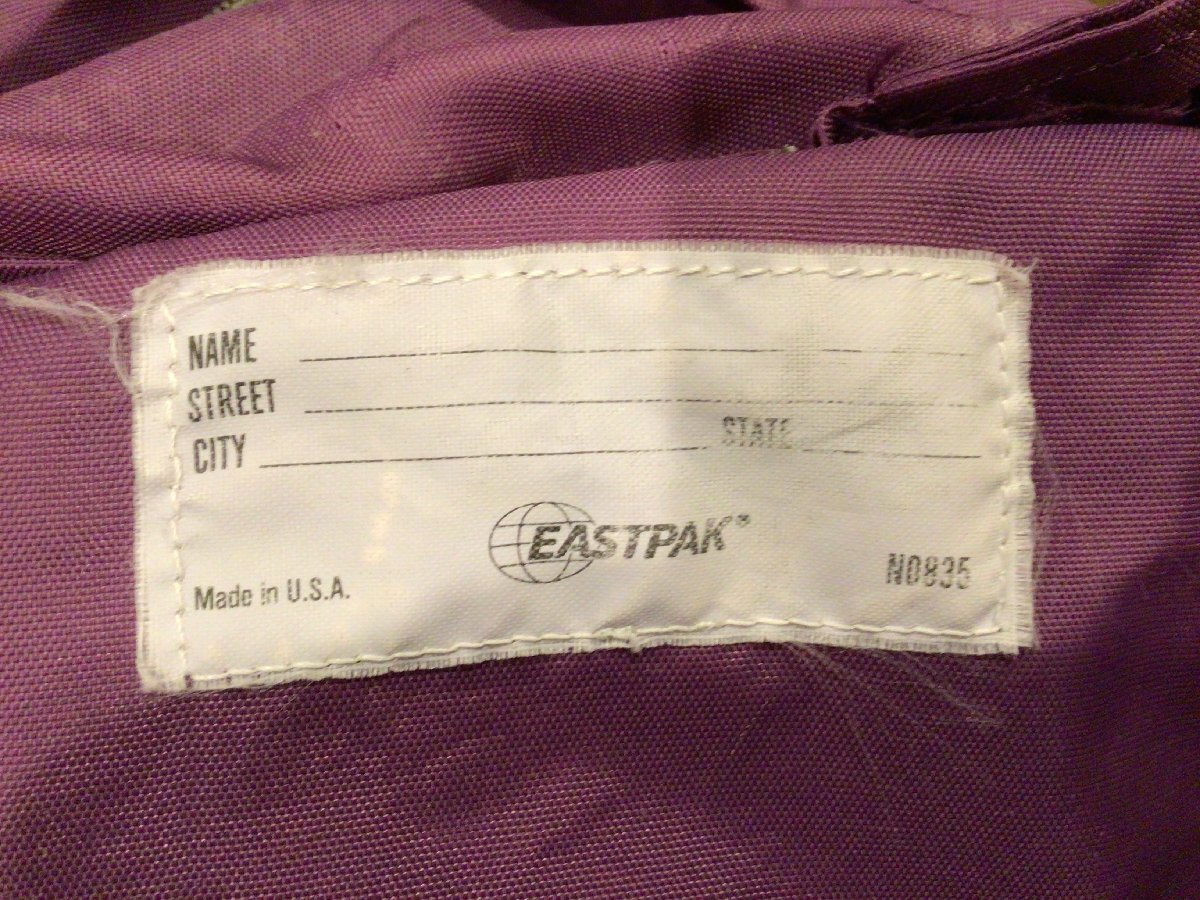 NAME
STREET
CITY STATE
EASTPAK®
Made in U.S.A. N0835